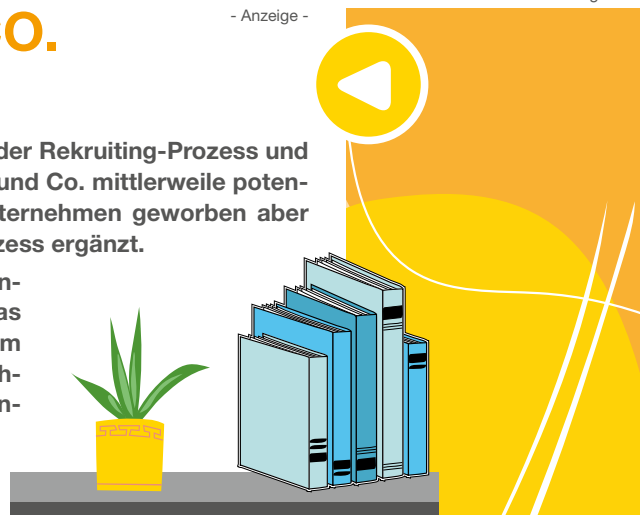 - Anzeige -
o.
der Rekruiting-Prozess und
und Co. mittlerweile poten-
ternehmen geworben aber
zess ergänzt.
n-
as
m
h-
n-